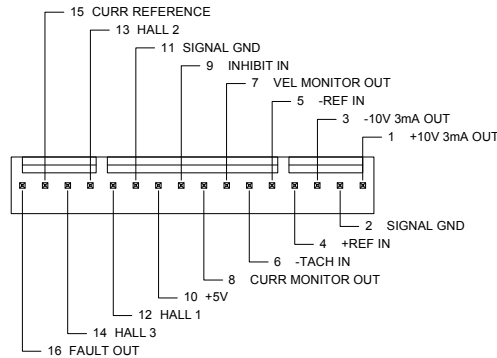 15 CURR REFERENCE
13 HALL 2
11 SIGNAL GND
9 INHIBIT IN
7 VEL MONITOR OUT
5 -REF IN
3 -10V 3mA OUT
1 +10V 3mA OUT
2 SIGNAL GND
4 +REF IN
6 -TACH IN
8 CURR MONITOR OUT
10 +5V
12 HALL 1
14 HALL 3
16 FAULT OUT